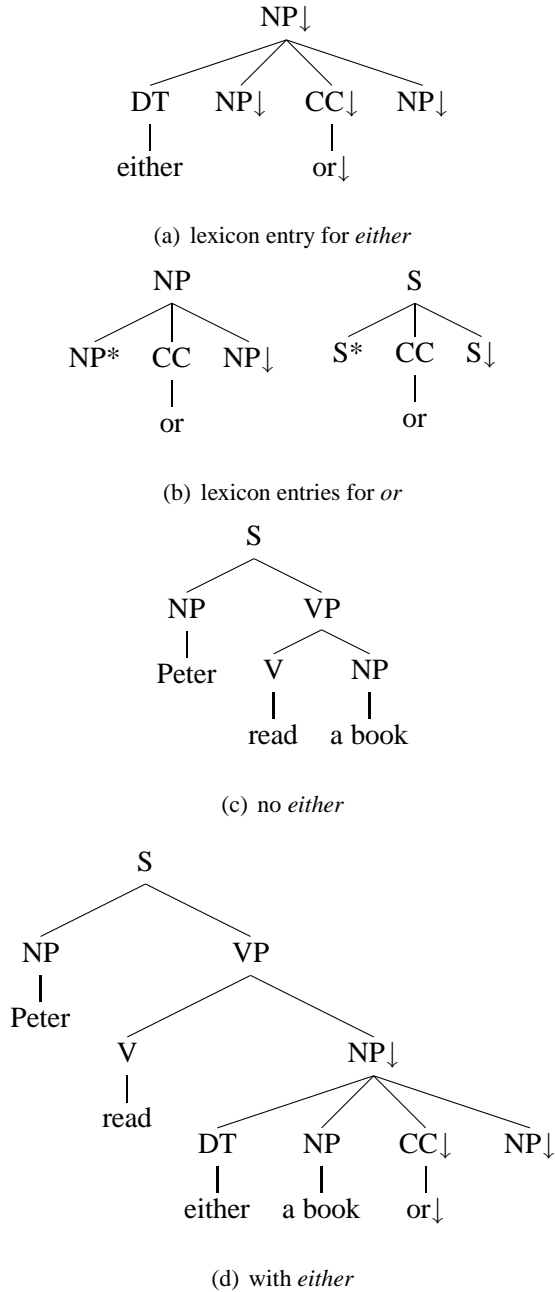 NP↓
DT NP↓ CC↓ NP↓
either or↓
(a) lexicon entry for either
NP S
NP* CC NP↓ S* CC S↓
or or
(b) lexicon entries for or
S
NP VP
Peter V NP
read a book
(c) no either
S
NP VP
Peter
V NP↓
read
DT NP CC↓ NP↓
either a book or↓
(d) with either